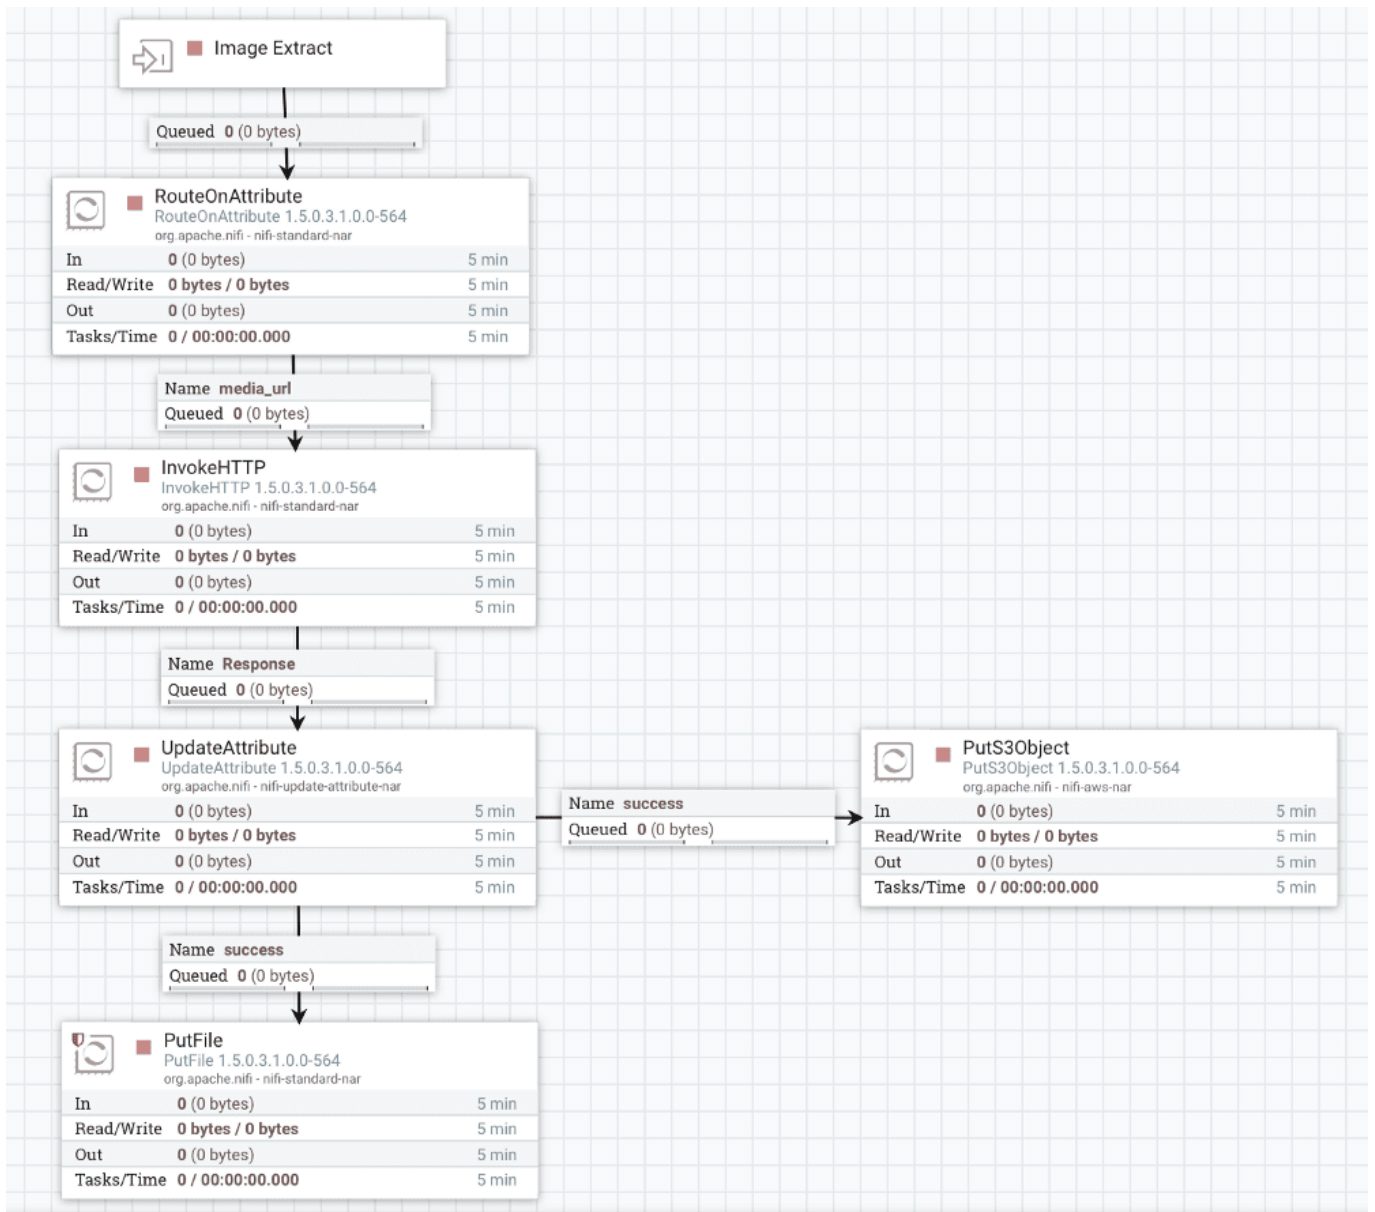 Image Extract
Queued 0 (0 bytes)
RouteOnAttribute
RouteOnAttribute 1.5.0.3.1.0.0-564
org.apache.nifi - nifi-standard-nar
In 0 (0 bytes) 5 min
Read/Write 0 bytes / 0 bytes 5 min
Out 0 (0 bytes) 5 min
Tasks/Time 0 / 00:00:00.000 5 min
Name media_url
Queued 0 (0 bytes)
InvokeHTTP
InvokeHTTP 1.5.0.3.1.0.0-564
org.apache.nifi - nifi-standard-nar
In 0 (0 bytes) 5 min
Read/Write 0 bytes / 0 bytes 5 min
Out 0 (0 bytes) 5 min
Tasks/Time 0 / 00:00:00.000 5 min
Name Response
Queued 0 (0 bytes)
UpdateAttribute
UpdateAttribute 1.5.0.3.1.0.0-564
org.apache.nifi - nifi-update-attribute-nar
In 0 (0 bytes) 5 min
Read/Write 0 bytes / 0 bytes 5 min
Out 0 (0 bytes) 5 min
Tasks/Time 0 / 00:00:00.000 5 min
Name success
Queued 0 (0 bytes)
PutS3Object
PutS3Object 1.5.0.3.1.0.0-564
org.apache.nifi - nifi-aws-nar
In 0 (0 bytes) 5 min
Read/Write 0 bytes / 0 bytes 5 min
Out 0 (0 bytes) 5 min
Tasks/Time 0 / 00:00:00.000 5 min
Name success
Queued 0 (0 bytes)
PutFile
PutFile 1.5.0.3.1.0.0-564
org.apache.nifi - nifi-standard-nar
In 0 (0 bytes) 5 min
Read/Write 0 bytes / 0 bytes 5 min
Out 0 (0 bytes) 5 min
Tasks/Time 0 / 00:00:00.000 5 min